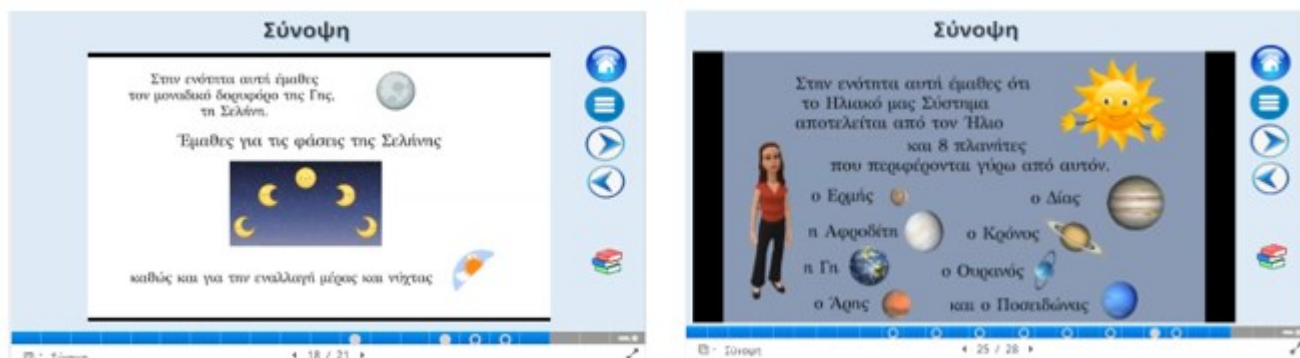 Σύνοψη
Στην ενότητα αυτή έμαθες
τον μοναδικό δορυφόρο της Γης,
τη Σελήνη.
Έμαθες για τις φάσεις της Σελήνης
καθώς και για την εναλλαγή μέρας και νύχτας
Σύνοψη
18 / 21
Σύνοψη
Στην ενότητα αυτή έμαθες ότι
το Ηλιακό μας Σύστημα
αποτελείται από τον Ήλιο
και 8 πλανήτες
που περιφέρονται γύρω από αυτόν.
ο Ερμής
ο Δίας
η Αφροδίτη
ο Κρόνος
η Γη
ο Ουρανός
ο Άρης
και ο Ποσειδώνας
Σύνοψη
25 / 28